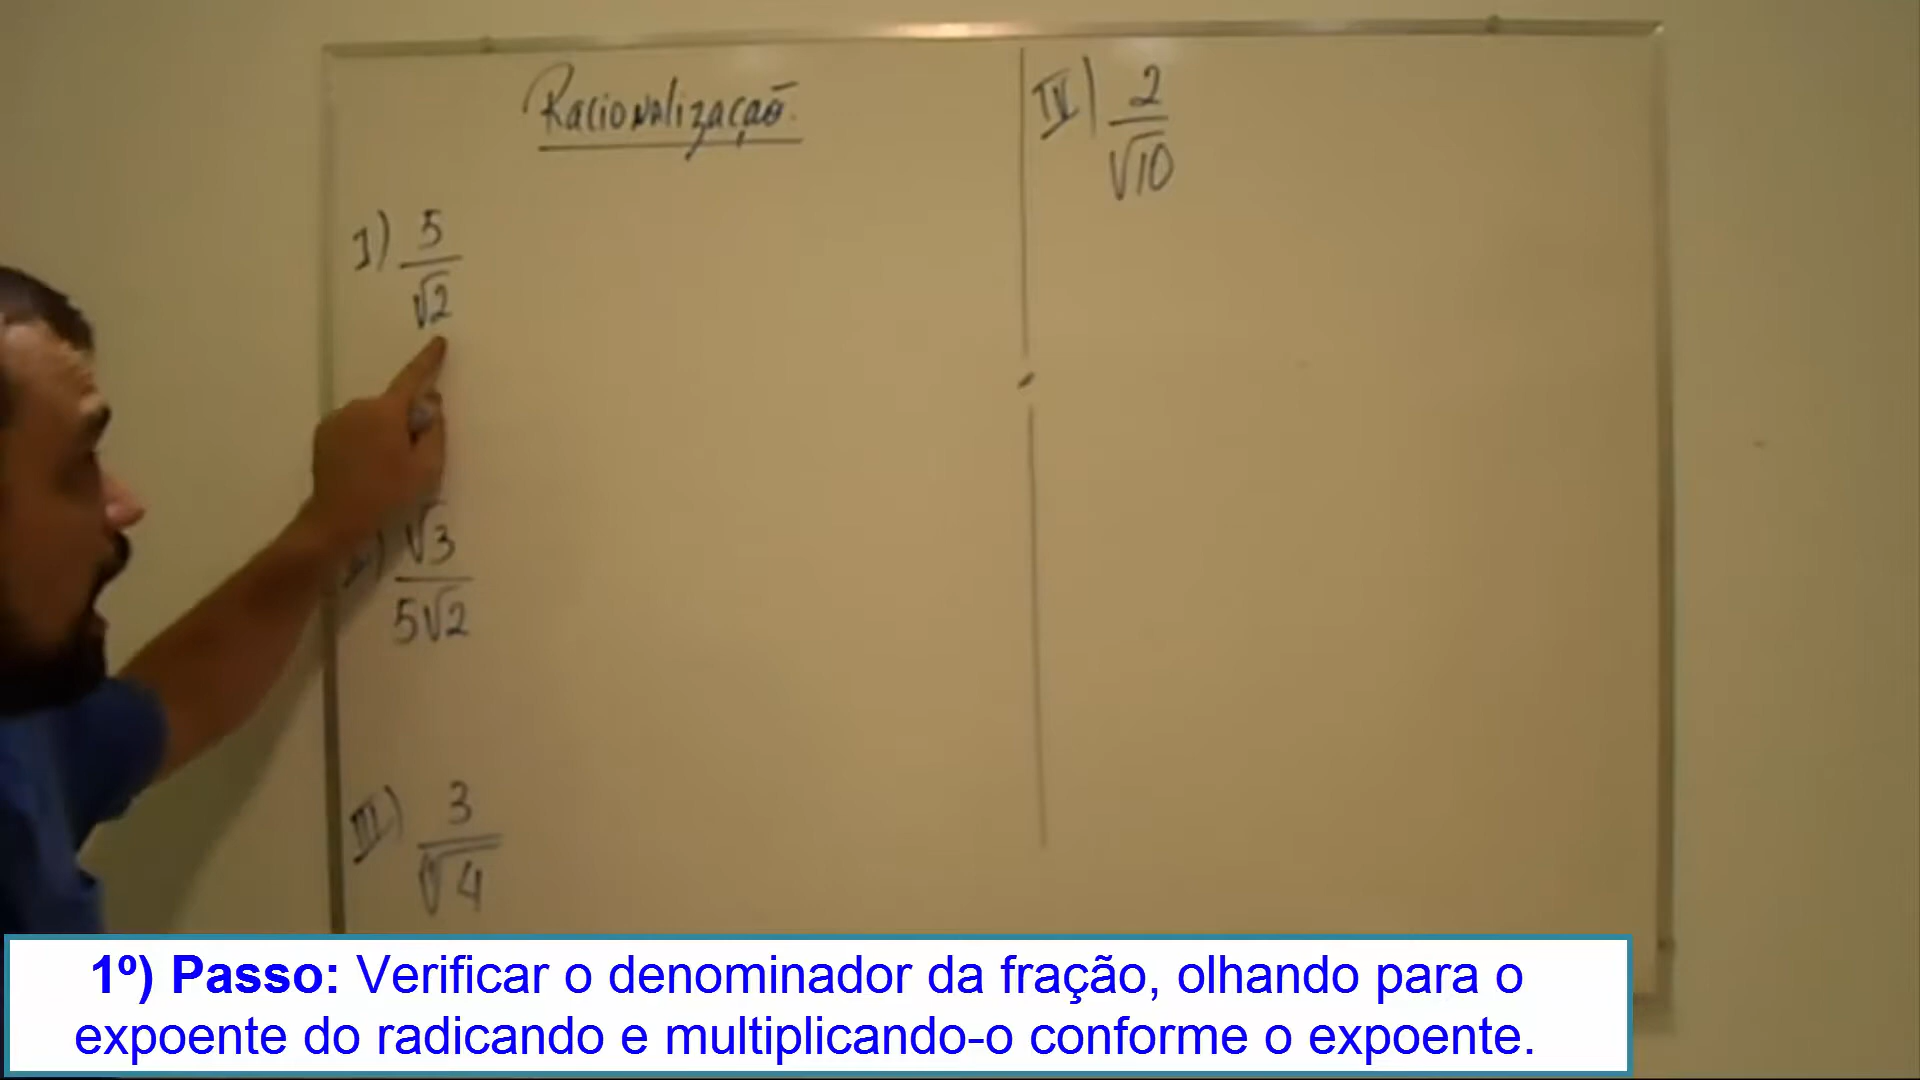 Racionalização.
I) 5
√2
√3
5√2
III) 3
√4
IV) 2
√10
1º) Passo: Verificar o denominador da fração, olhando para o
expoente do radicando e multiplicando-o conforme o expoente.